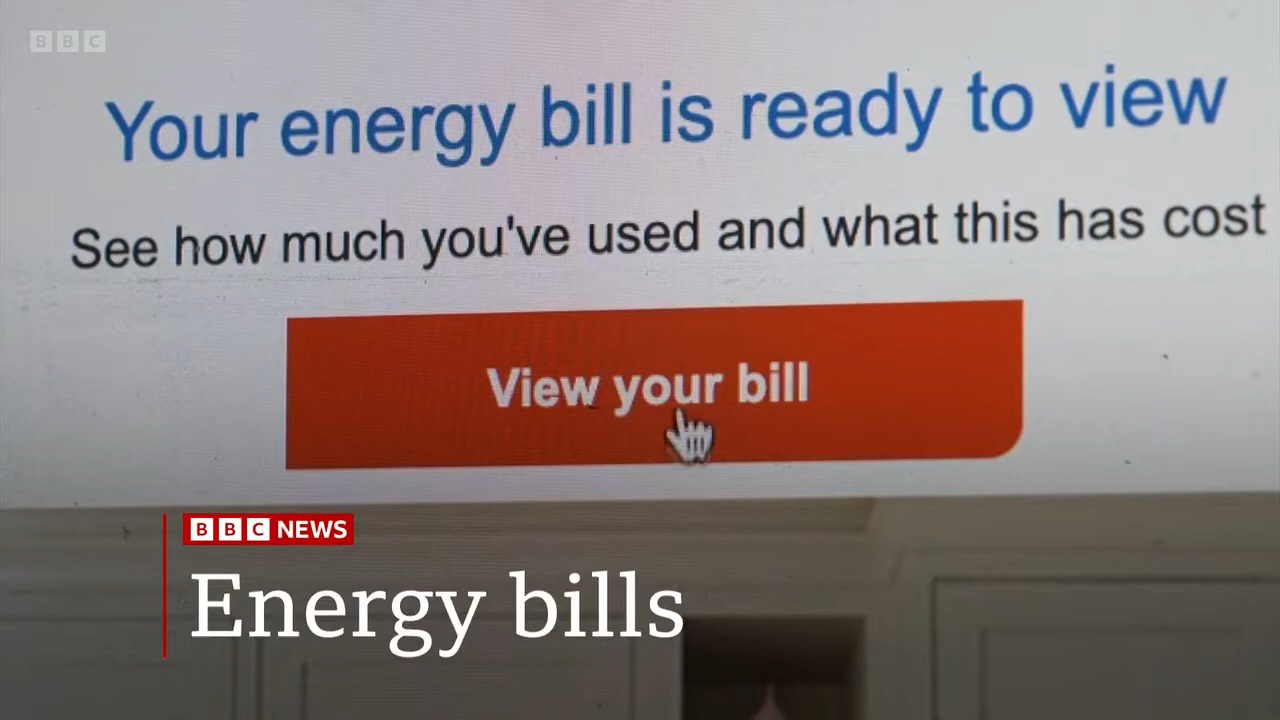 BBC
Your energy bill is ready to view
See how much you've used and what this has cost
View your bill
BBC NEWS
Energy bills